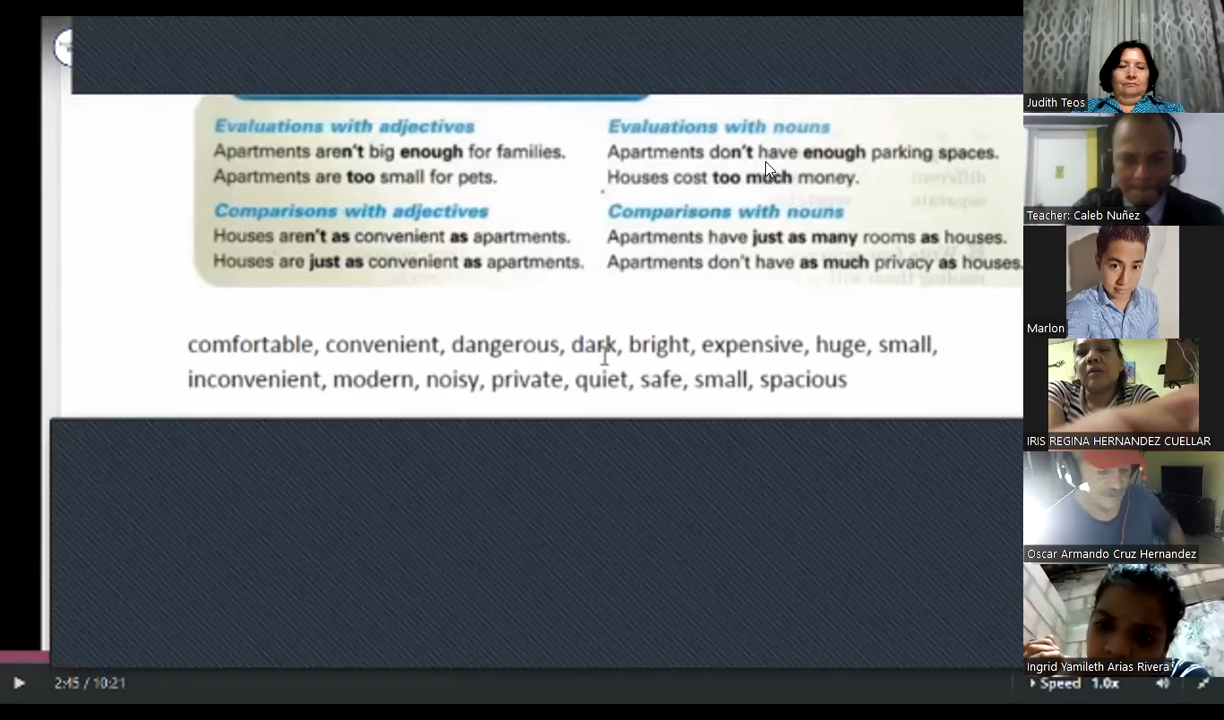 Evaluations with adjectives
Apartments aren't big enough for families.
Apartments are too small for pets.
Comparisons with adjectives
Houses aren't as convenient as apartments.
Houses are just as convenient as apartments.
Evaluations with nouns
Apartments don't have enough parking spaces.
Houses cost too much money.
Comparisons with nouns
Apartments have just as many rooms as houses.
Apartments don't have as much privacy as houses.
comfortable, convenient, dangerous, dark, bright, expensive, huge, small,
inconvenient, modern, noisy, private, quiet, safe, small, spacious
2:45 / 10:21
Speed 1.0x
Judith Teos
Teacher: Caleb Nuñez
Marlon
IRIS REGINA HERNANDEZ CUELLAR
Oscar Armando Cruz Hernandez
Ingrid Yamileth Arias Rivera